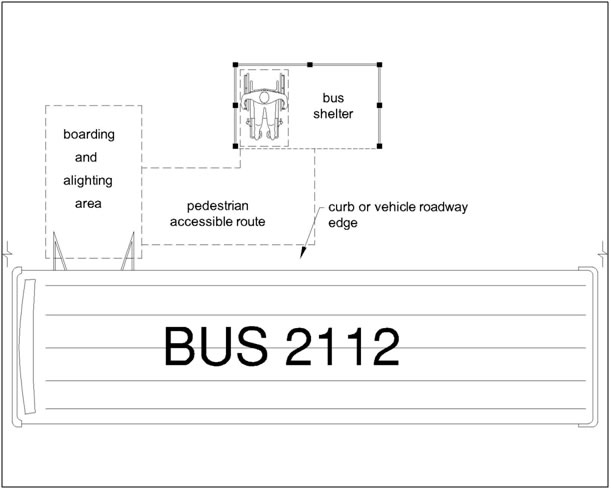 bus
shelter
boarding
and
alighting
area
pedestrian
accessible route
curb or vehicle roadway
edge
BUS 2112